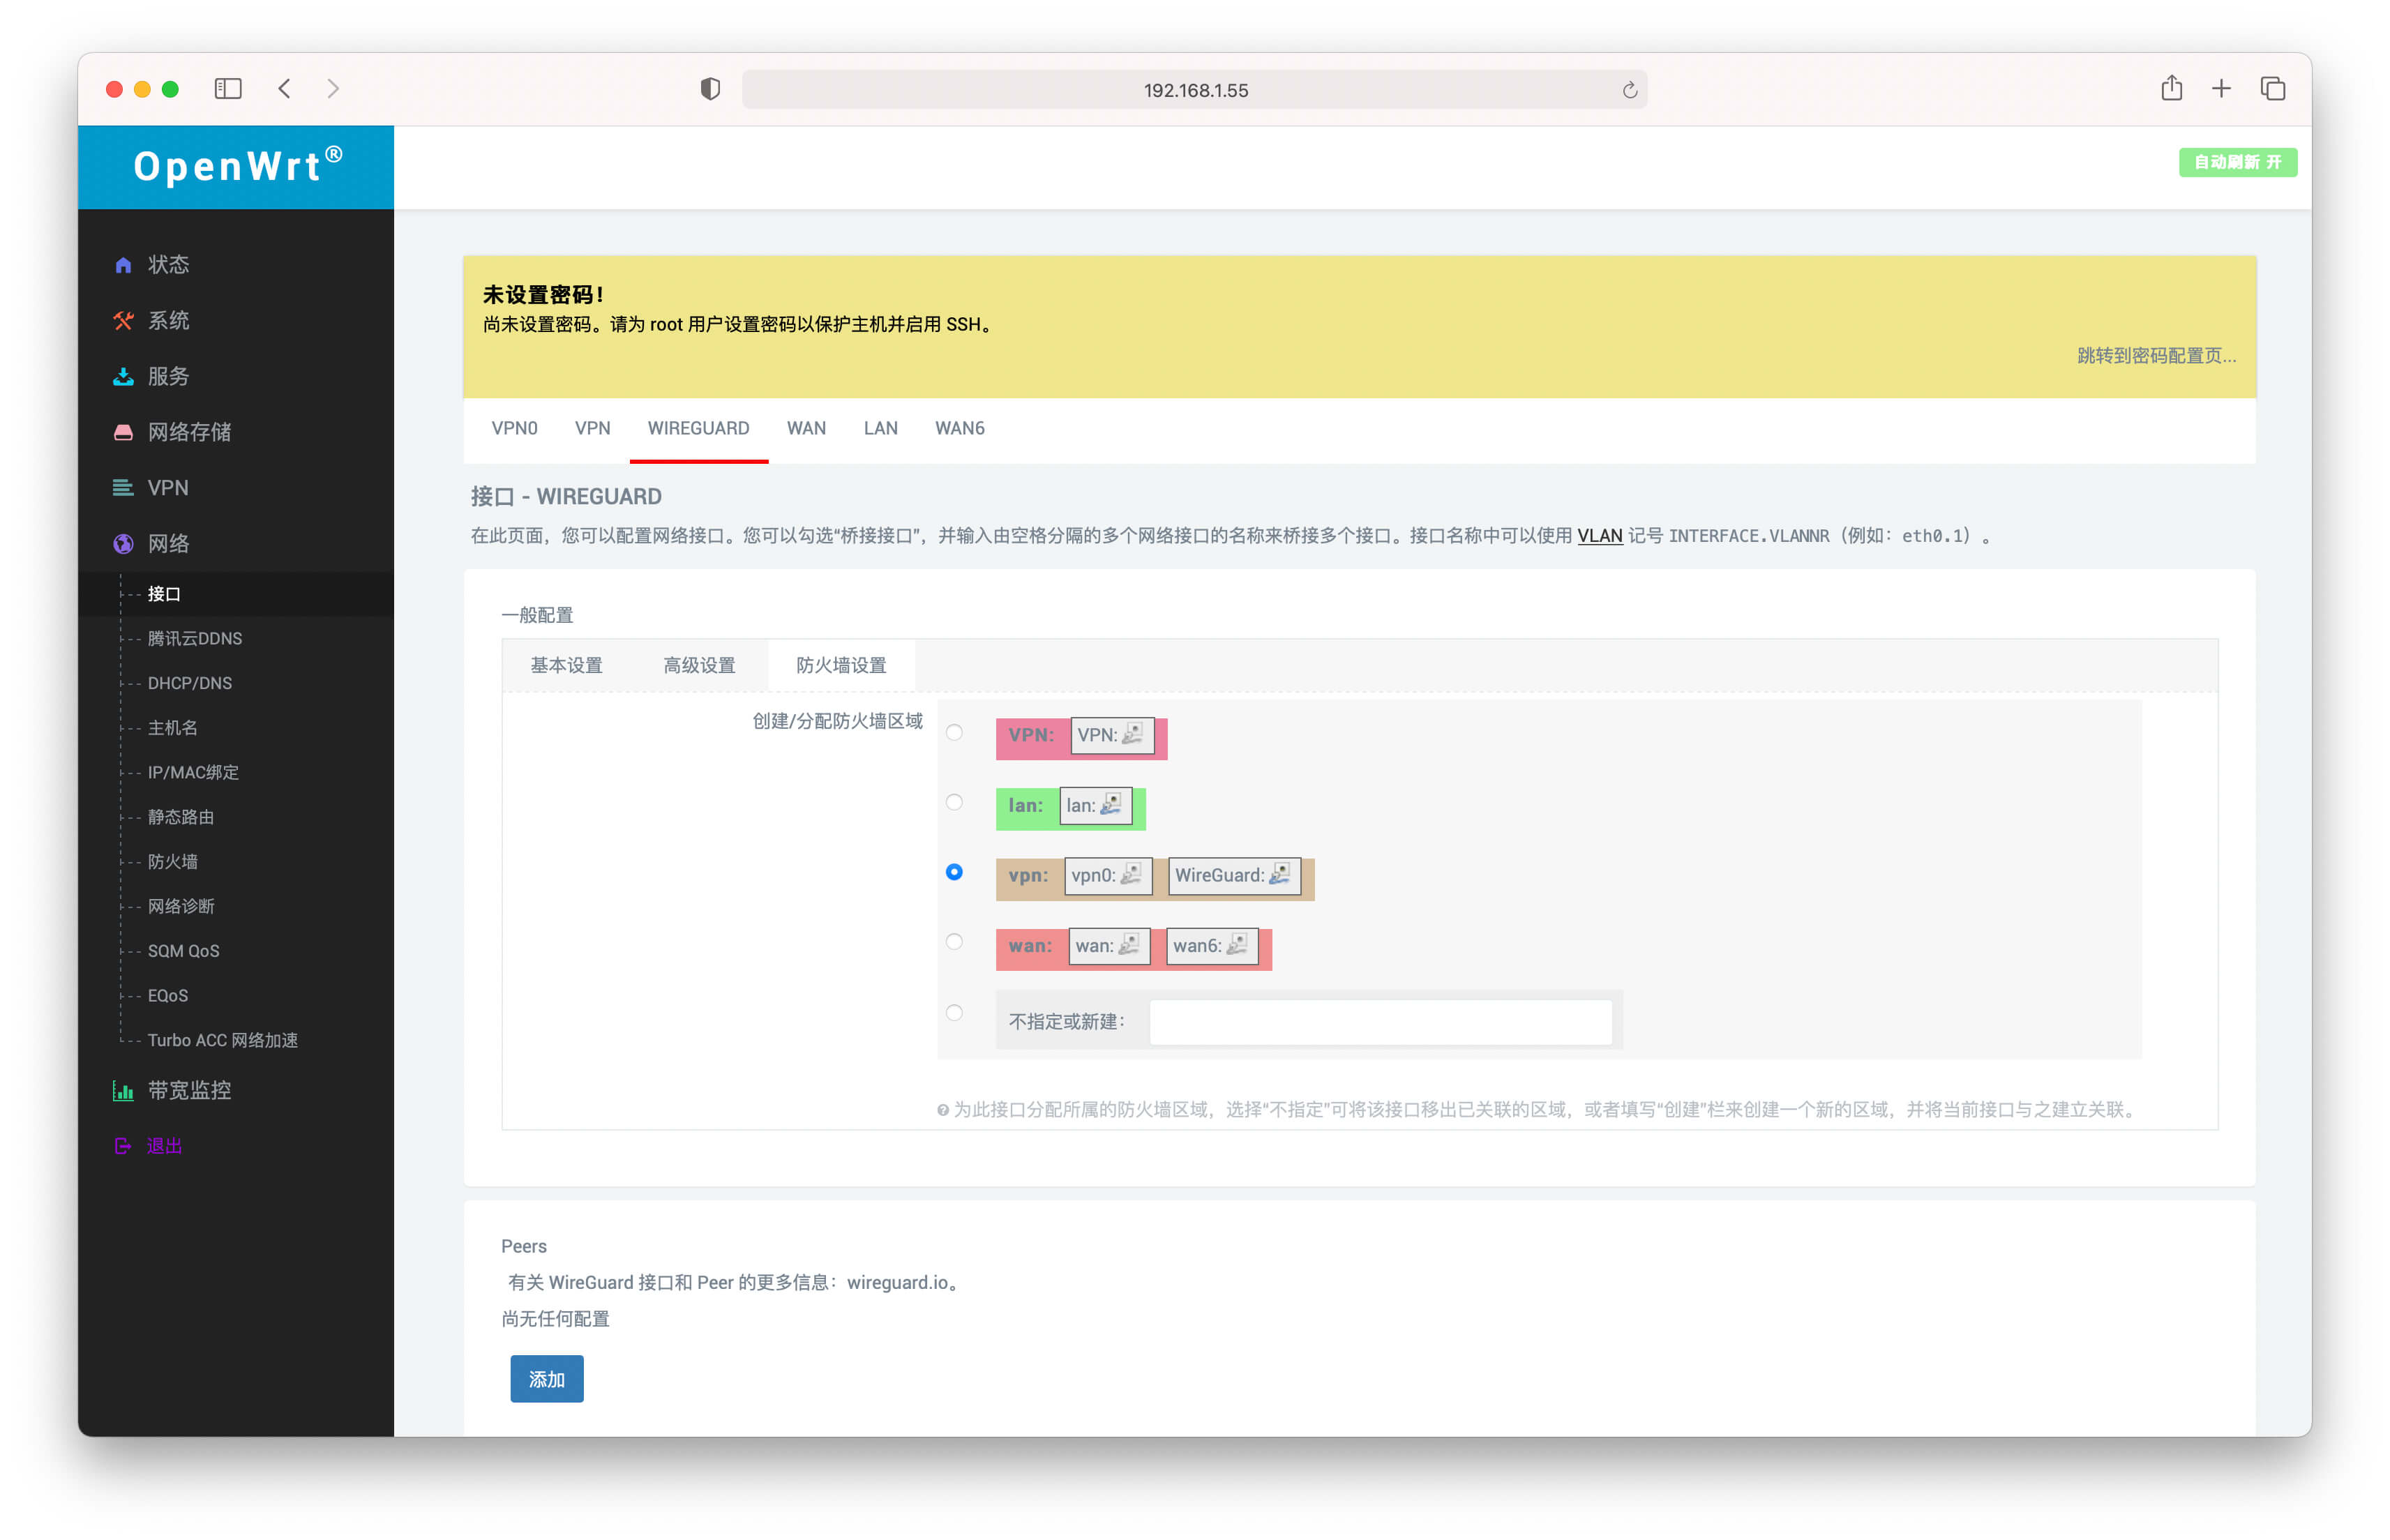 192.168.1.55
OpenWrt®
自动刷新 开
状态
系统
服务
网络存储
VPN
网络
接口
腾讯云DDNS
DHCP/DNS
主机名
IP/MAC绑定
静态路由
防火墙
网络诊断
SQM QoS
EQoS
Turbo ACC 网络加速
带宽监控
退出
未设置密码！
尚未设置密码。请为 root 用户设置密码以保护主机并启用 SSH。
跳转到密码配置页...
VPN0 VPN WIREGUARD WAN LAN WAN6
接口 - WIREGUARD
在此页面，您可以配置网络接口。您可以勾选“桥接接口”，并输入由空格分隔的多个网络接口的名称来桥接多个接口。接口名称中可以使用 VLAN 记号 INTERFACE.VLANNR（例如：eth0.1）。
一般配置
基本设置 高级设置 防火墙设置
创建/分配防火墙区域
VPN: VPN:
lan: lan:
vpn: vpn0: WireGuard:
wan: wan: wan6:
不指定或新建：
为此接口分配所属的防火墙区域，选择“不指定”可将该接口移出已关联的区域，或者填写“创建”栏来创建一个新的区域，并将当前接口与之建立关联。
Peers
有关 WireGuard 接口和 Peer 的更多信息：wireguard.io。
尚无任何配置
添加